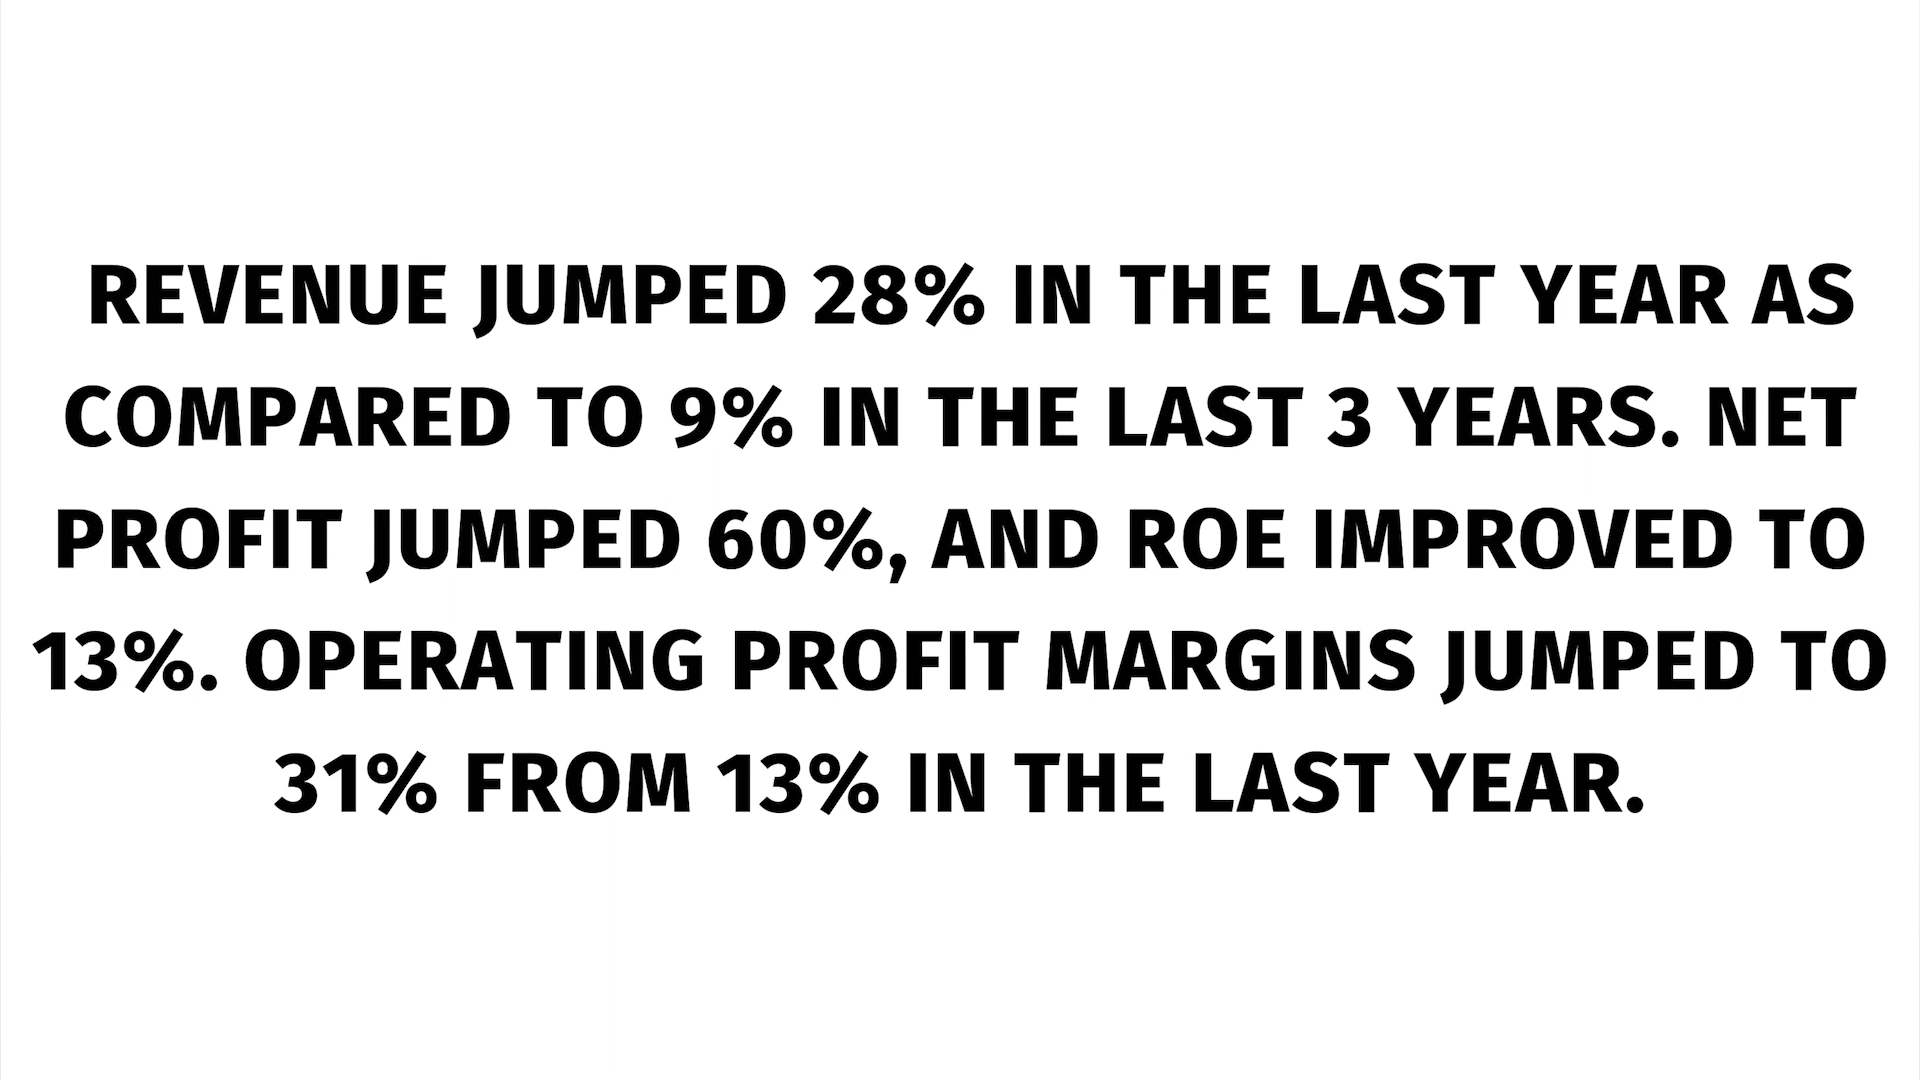 REVENUE JUMPED 28% IN THE LAST YEAR AS
COMPARED TO 9% IN THE LAST 3 YEARS. NET
PROFIT JUMPED 60%, AND ROE IMPROVED TO
13%. OPERATING PROFIT MARGINS JUMPED TO
31% FROM 13% IN THE LAST YEAR.